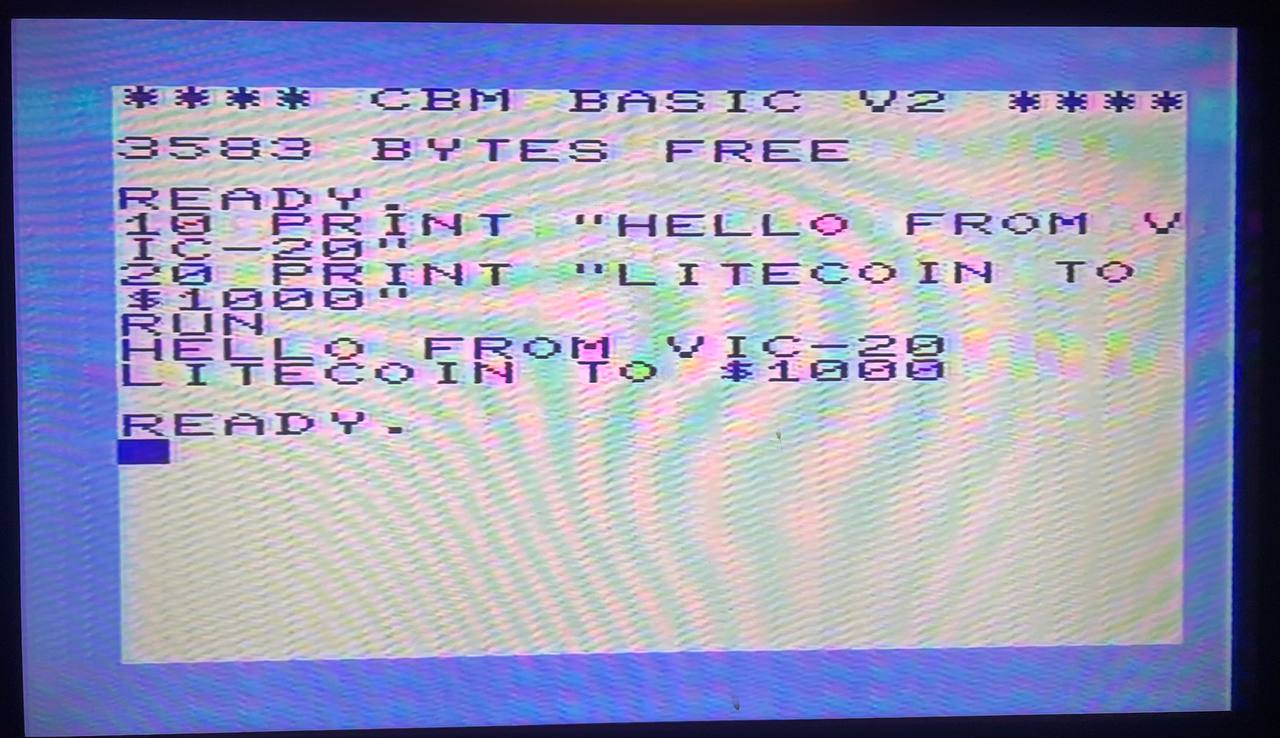 **** CBM BASIC V2 ****
3583 BYTES FREE
READY.
10 PRINT "HELLO FROM V
IC-20"
20 PRINT "LITECOIN TO
$1000"
RUN
HELLO FROM VIC-20
LITECOIN TO $1000
READY.